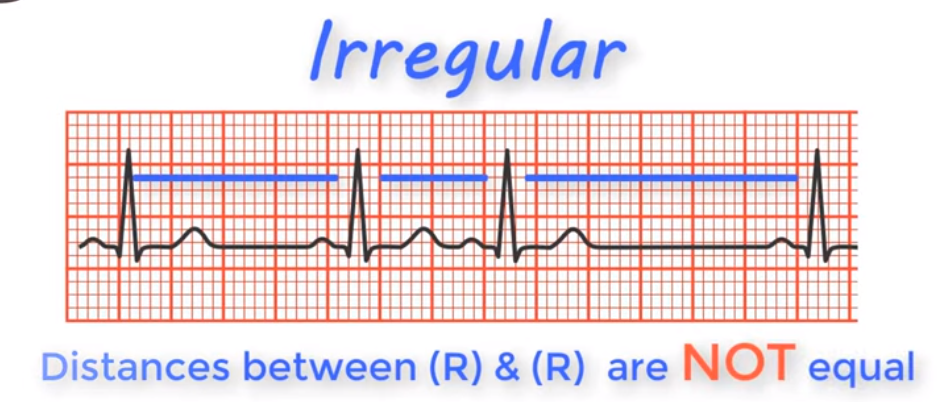 Irregular
Distances between (R) & (R) are NOT equal